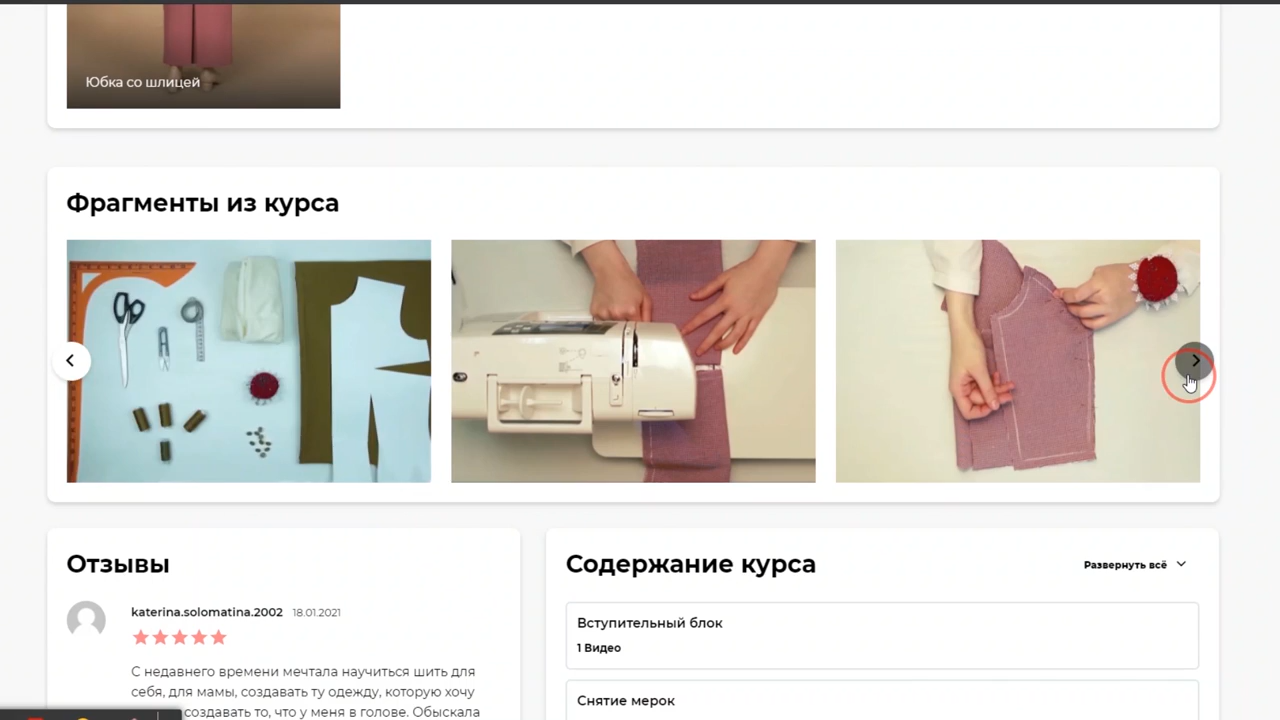 Юбка со шлицей
Фрагменты из курса
Отзывы
katerina.solomatina.2002 18.01.2021
С недавнего времени мечтала научиться шить для
себя, для мамы, создавать ту одежду, которую хочу
создавать то, что у меня в голове. Обыскала
Содержание курса
Развернуть всё
Вступительный блок
1 Видео
Снятие мерок